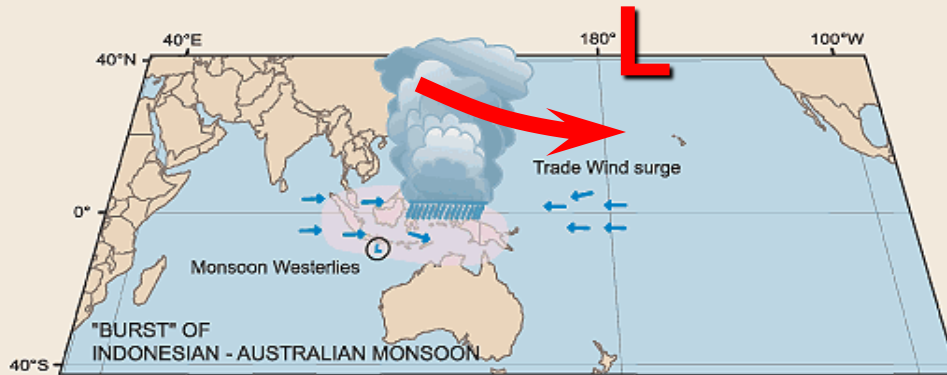 40°E
180°
L
100°W
40°N
Trade Wind surge
0°
L
Monsoon Westerlies
"BURST" OF
INDONESIAN - AUSTRALIAN MONSOON
40°S